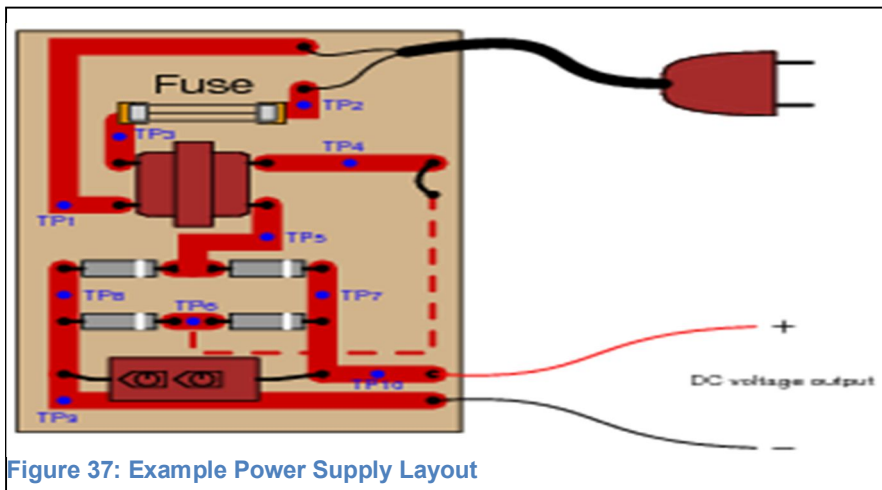 Fuse
TP2
TP3
TP4
TP1
TP5
TP8
TP7
TP6
+
DC voltage output
TP10
TP9
−
Figure 37: Example Power Supply Layout